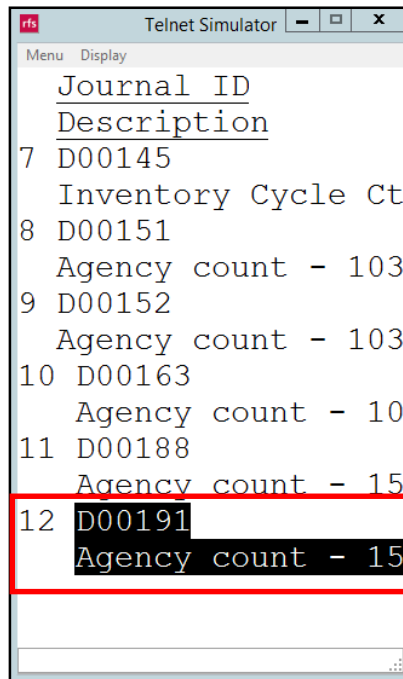 rfs Telnet Simulator
Menu Display
Journal ID
Description
7 D00145
Inventory Cycle Ct
8 D00151
Agency count - 103
9 D00152
Agency count - 103
10 D00163
Agency count - 10
11 D00188
Agency count - 15
12 D00191
Agency count - 15